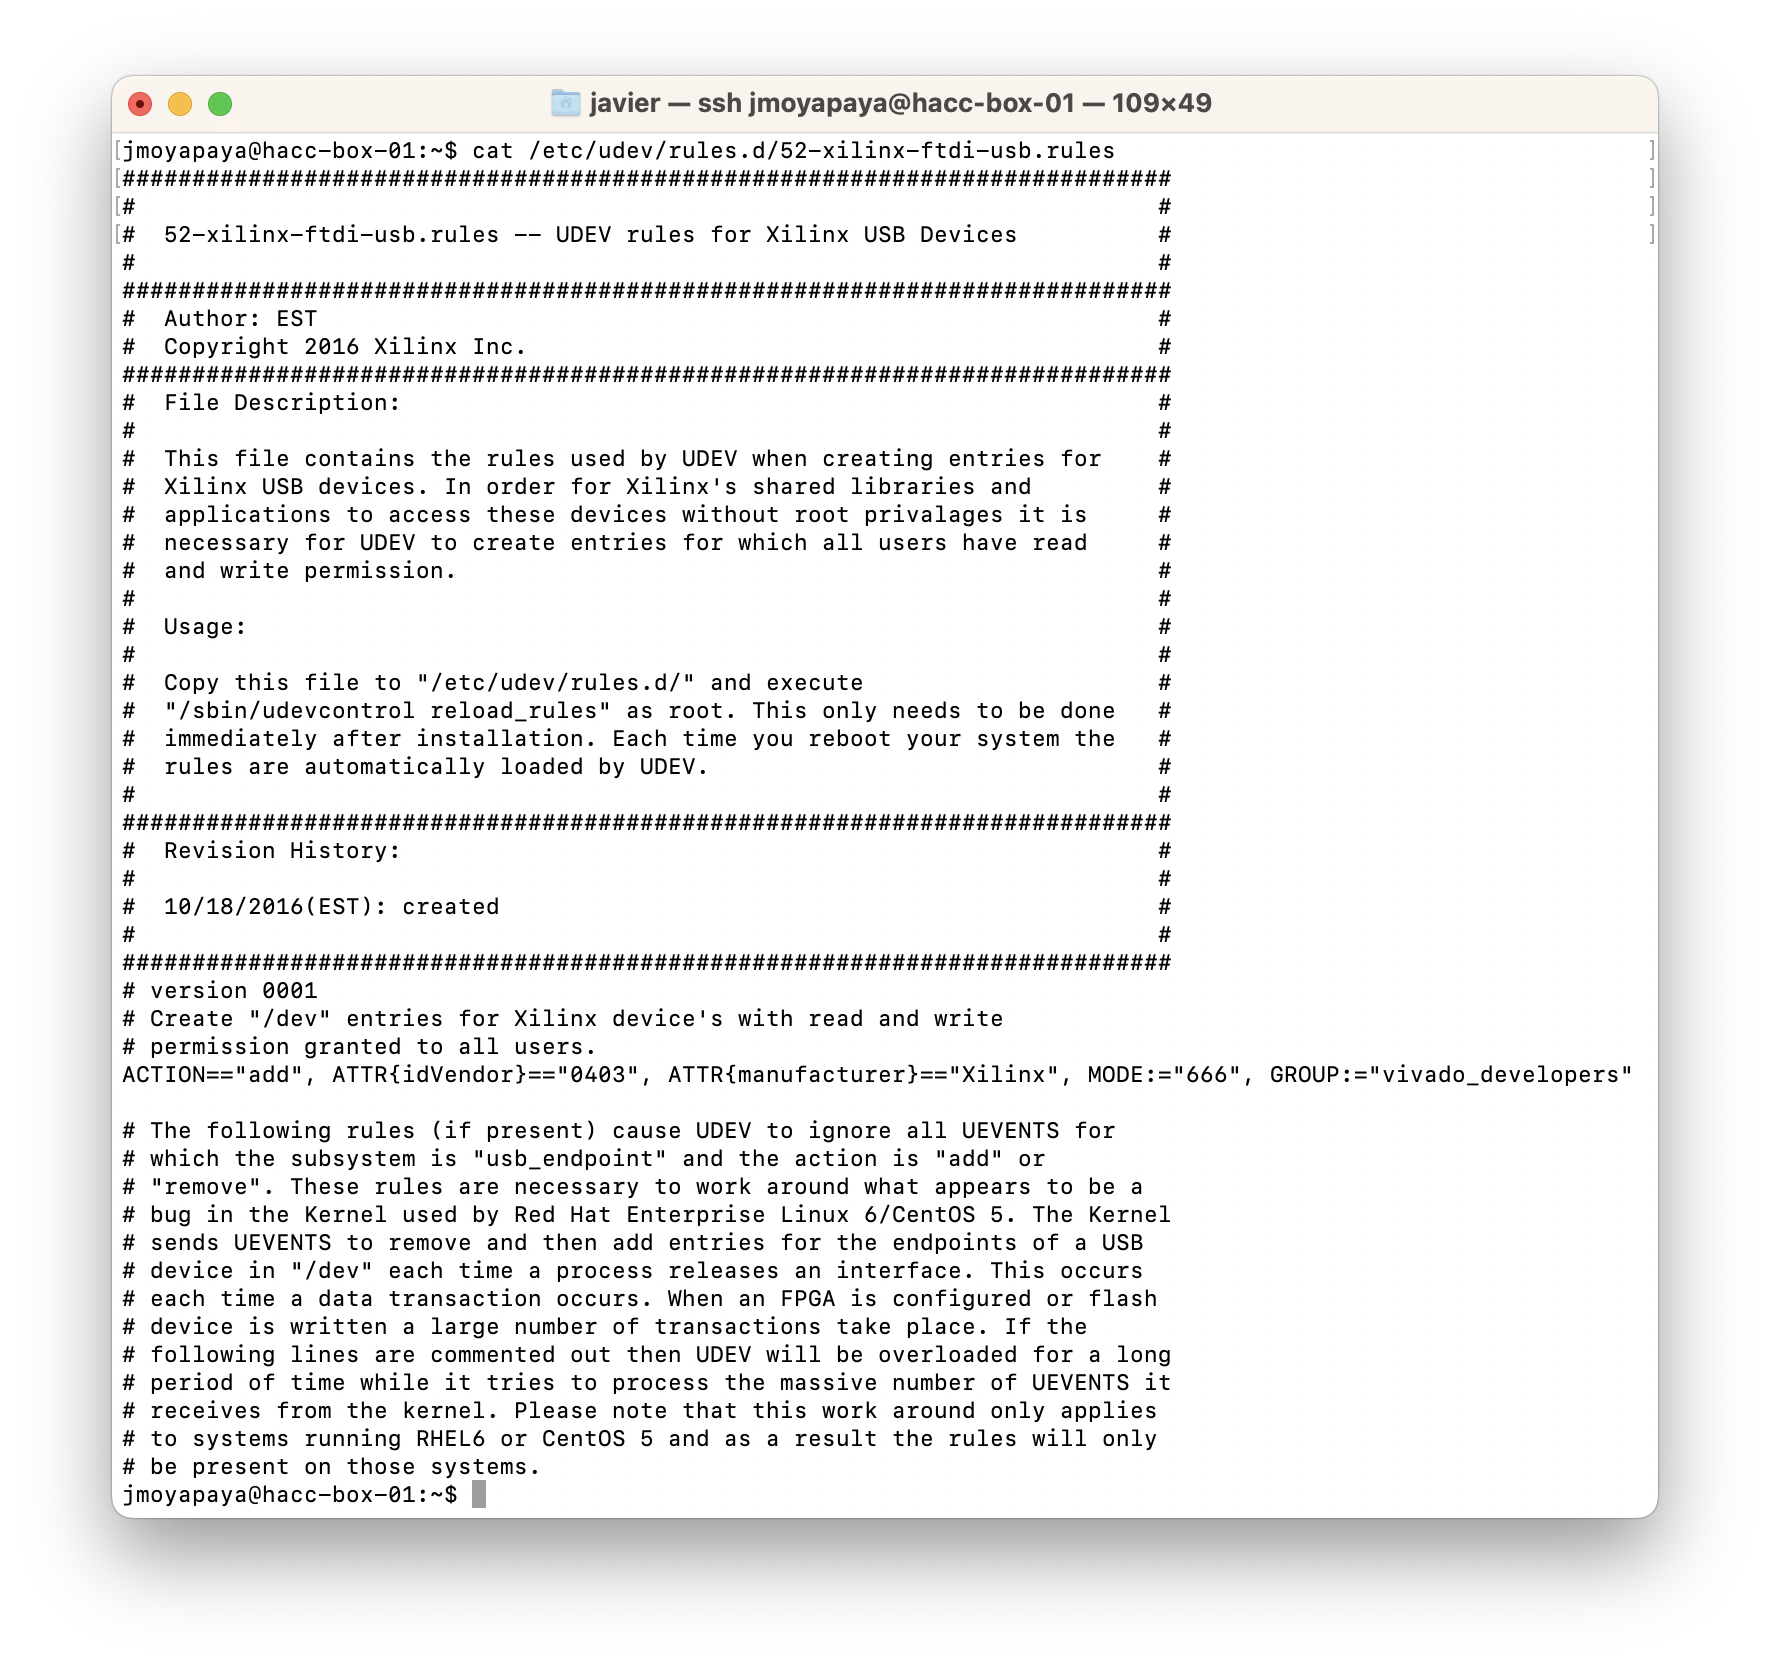 javier — ssh jmoyapaya@hacc-box-01 — 109×49
[jmoyapaya@hacc-box-01:~$ cat /etc/udev/rules.d/52-xilinx-ftdi-usb.rules ]
[########################################################################### ]
[# # ]
[# 52-xilinx-ftdi-usb.rules -- UDEV rules for Xilinx USB Devices # ]
# #
###########################################################################
# Author: EST #
# Copyright 2016 Xilinx Inc. #
###########################################################################
# File Description: #
# #
# This file contains the rules used by UDEV when creating entries for #
# Xilinx USB devices. In order for Xilinx's shared libraries and #
# applications to access these devices without root privalages it is #
# necessary for UDEV to create entries for which all users have read #
# and write permission. #
# #
# Usage: #
# #
# Copy this file to "/etc/udev/rules.d/" and execute #
# "/sbin/udevcontrol reload_rules" as root. This only needs to be done #
# immediately after installation. Each time you reboot your system the #
# rules are automatically loaded by UDEV. #
# #
###########################################################################
# Revision History: #
# #
# 10/18/2016(EST): created #
# #
###########################################################################
# version 0001
# Create "/dev" entries for Xilinx device's with read and write
# permission granted to all users.
ACTION=="add", ATTR{idVendor}=="0403", ATTR{manufacturer}=="Xilinx", MODE:="666", GROUP:="vivado_developers"
# The following rules (if present) cause UDEV to ignore all UEVENTS for
# which the subsystem is "usb_endpoint" and the action is "add" or
# "remove". These rules are necessary to work around what appears to be a
# bug in the Kernel used by Red Hat Enterprise Linux 6/CentOS 5. The Kernel
# sends UEVENTS to remove and then add entries for the endpoints of a USB
# device in "/dev" each time a process releases an interface. This occurs
# each time a data transaction occurs. When an FPGA is configured or flash
# device is written a large number of transactions take place. If the
# following lines are commented out then UDEV will be overloaded for a long
# period of time while it tries to process the massive number of UEVENTS it
# receives from the kernel. Please note that this work around only applies
# to systems running RHEL6 or CentOS 5 and as a result the rules will only
# be present on those systems.
jmoyapaya@hacc-box-01:~$